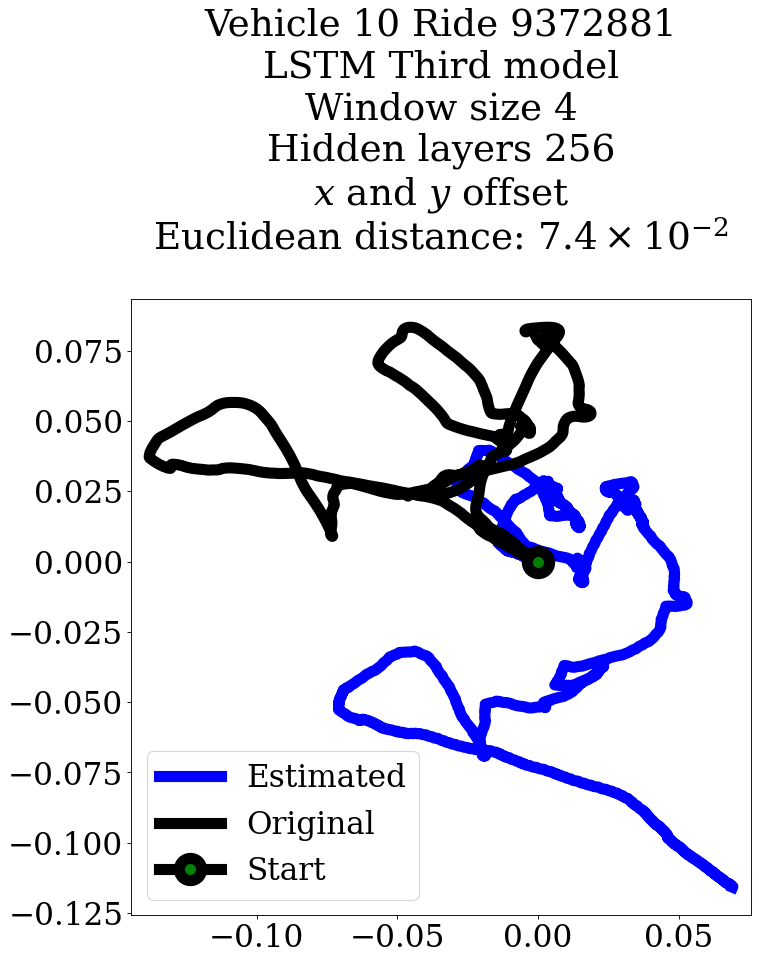 Vehicle 10 Ride 9372881
LSTM Third model
Window size 4
Hidden layers 256
x and y offset
Euclidean distance: 7.4 × 10⁻²
0.075
0.050
0.025
0.000
−0.025
−0.050
−0.075
−0.100
−0.125
Estimated
Original
Start
−0.10 −0.05 0.00 0.05